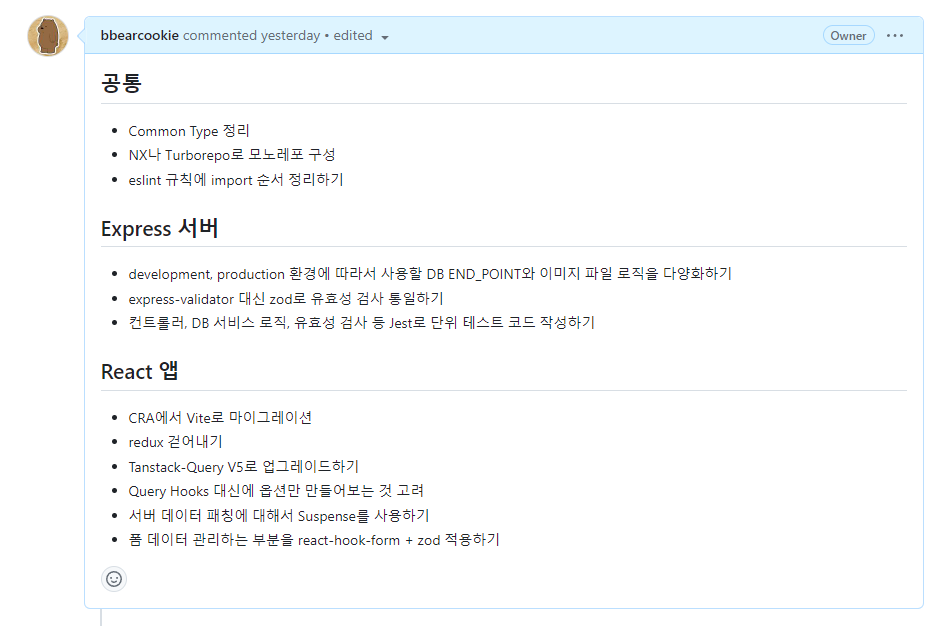 bbearcookie commented yesterday • edited
Owner
공통
Common Type 정리
NX나 Turborepo로 모노레포 구성
eslint 규칙에 import 순서 정리하기
Express 서버
development, production 환경에 따라서 사용할 DB END_POINT와 이미지 파일 로직을 다양화하기
express-validator 대신 zod로 유효성 검사 통일하기
컨트롤러, DB 서비스 로직, 유효성 검사 등 Jest로 단위 테스트 코드 작성하기
React 앱
CRA에서 Vite로 마이그레이션
redux 걷어내기
Tanstack-Query V5로 업그레이드하기
Query Hooks 대신에 옵션만 만들어보는 것 고려
서버 데이터 패칭에 대해서 Suspense를 사용하기
폼 데이터 관리하는 부분을 react-hook-form + zod 적용하기